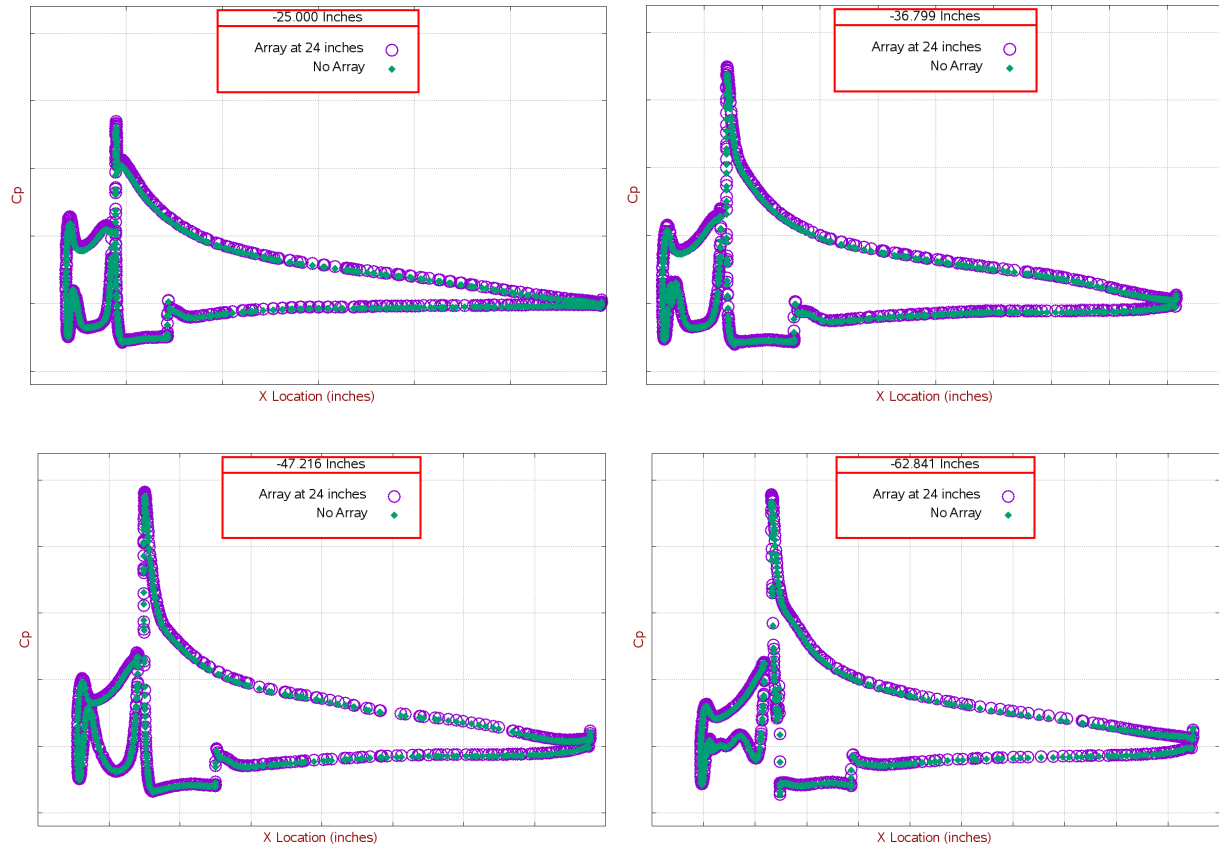 -25.000 Inches
Array at 24 inches
No Array
Cp
X Location (inches)
-36.799 Inches
Array at 24 inches
No Array
Cp
X Location (inches)
-47.216 Inches
Array at 24 inches
No Array
Cp
X Location (inches)
-62.841 Inches
Array at 24 inches
No Array
Cp
X Location (inches)